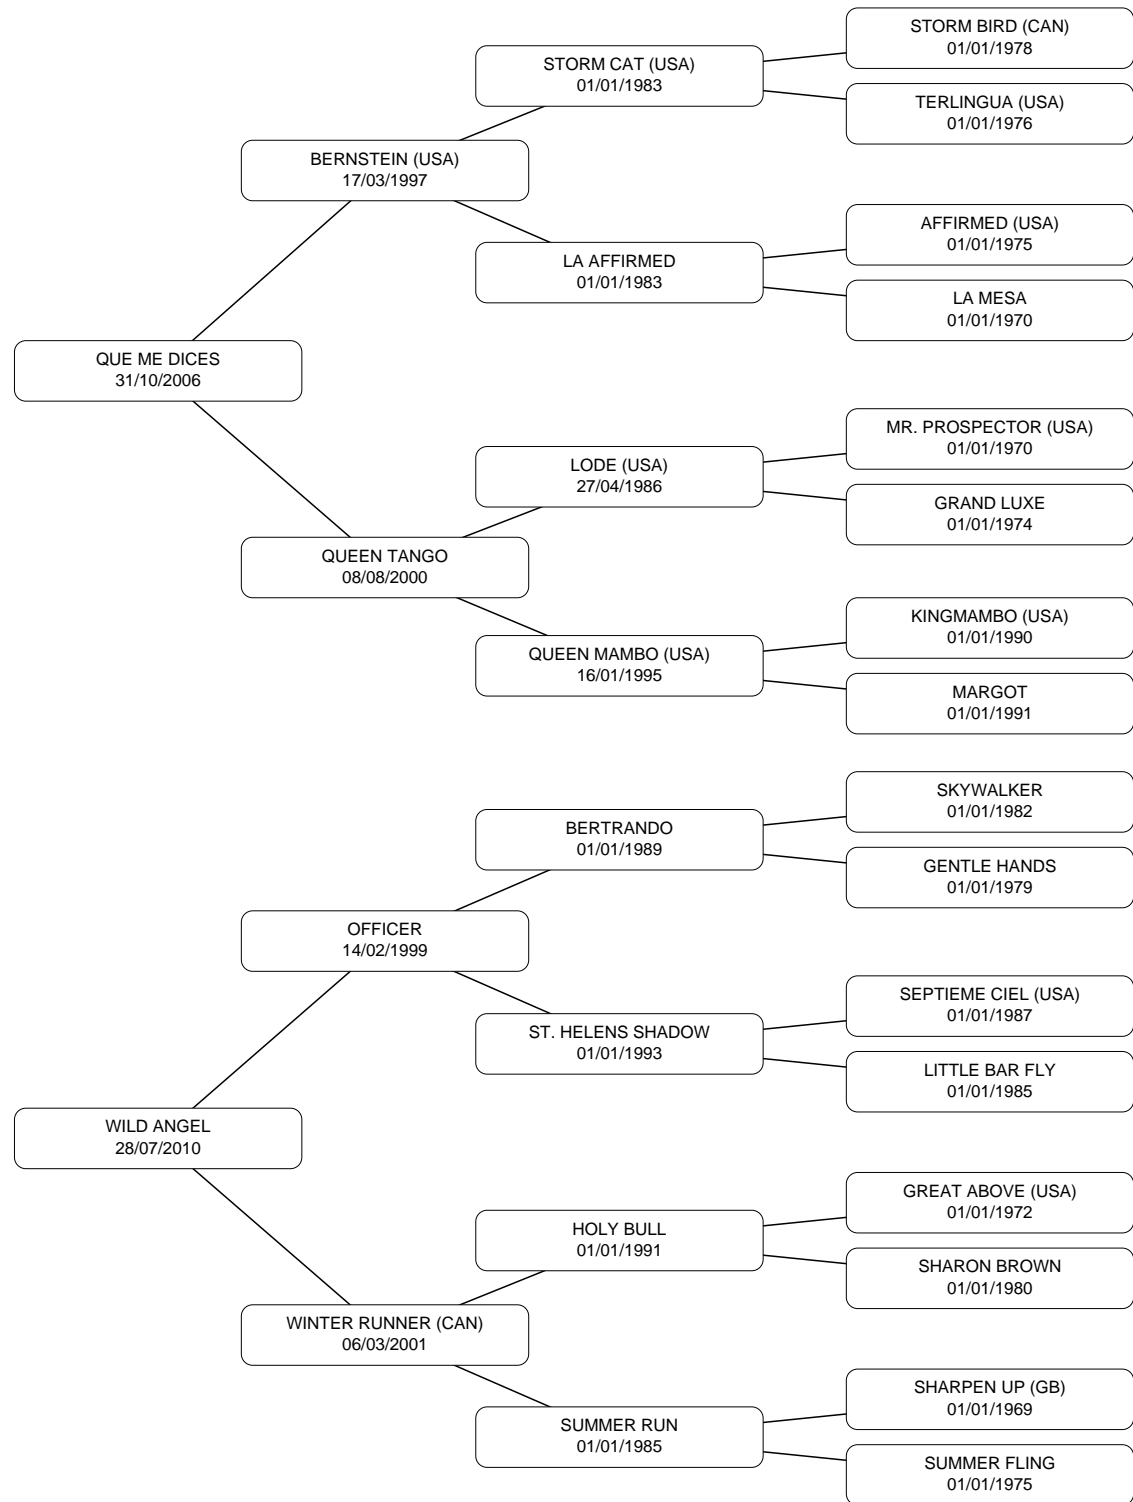 STORM BIRD (CAN)
01/01/1978
STORM CAT (USA)
01/01/1983
TERLINGUA (USA)
01/01/1976
BERNSTEIN (USA)
17/03/1997
AFFIRMED (USA)
01/01/1975
LA AFFIRMED
01/01/1983
LA MESA
01/01/1970
QUE ME DICES
31/10/2006
MR. PROSPECTOR (USA)
01/01/1970
LODE (USA)
27/04/1986
GRAND LUXE
01/01/1974
QUEEN TANGO
08/08/2000
KINGMAMBO (USA)
01/01/1990
QUEEN MAMBO (USA)
16/01/1995
MARGOT
01/01/1991
SKYWALKER
01/01/1982
BERTRANDO
01/01/1989
GENTLE HANDS
01/01/1979
OFFICER
14/02/1999
SEPTIEME CIEL (USA)
01/01/1987
ST. HELENS SHADOW
01/01/1993
LITTLE BAR FLY
01/01/1985
WILD ANGEL
28/07/2010
GREAT ABOVE (USA)
01/01/1972
HOLY BULL
01/01/1991
SHARON BROWN
01/01/1980
WINTER RUNNER (CAN)
06/03/2001
SHARPEN UP (GB)
01/01/1969
SUMMER RUN
01/01/1985
SUMMER FLING
01/01/1975